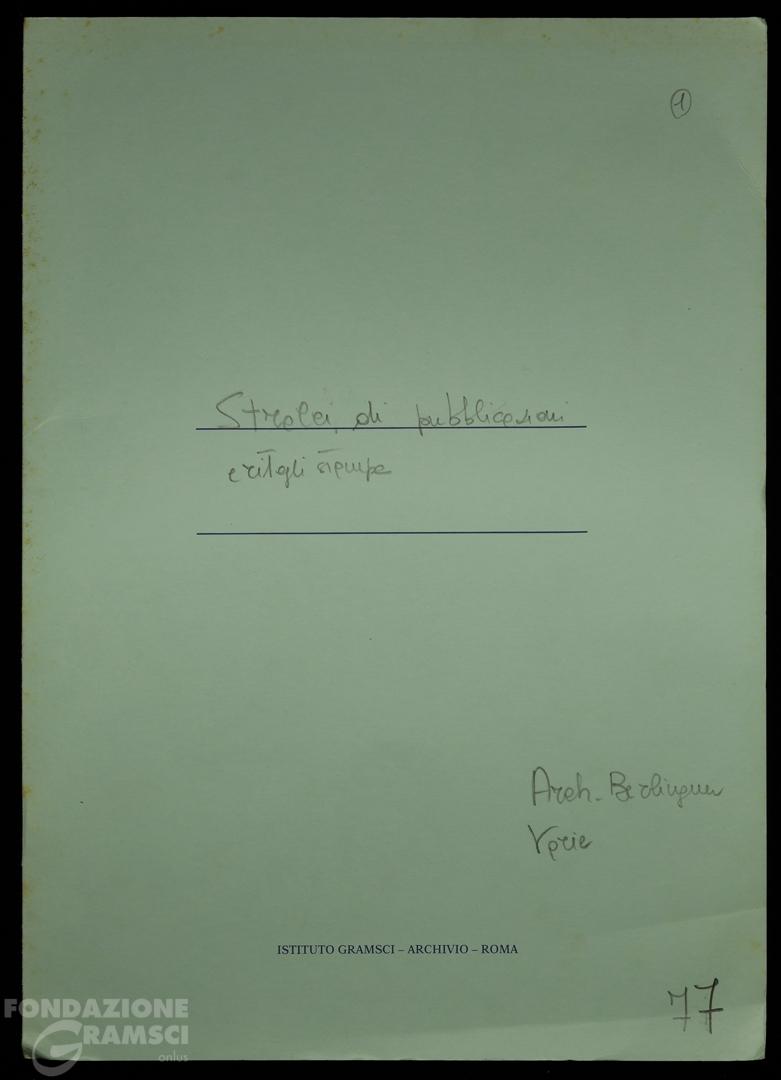 1
Stralci di pubblicazioni
e ritagli stampa
Arch. Berlinguer
Varie
ISTITUTO GRAMSCI – ARCHIVIO – ROMA
77
FONDAZIONE
GRAMSCI
onlus